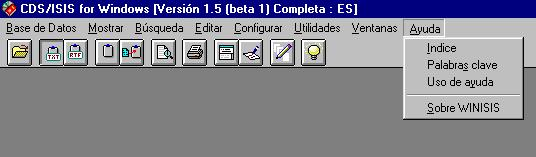 CDS/ISIS for Windows [Versión 1.5 (beta 1) Completa : ES]
Base de Datos Mostrar Búsqueda Editar Configurar Utilidades Ventanas Ayuda
TXT RTF
Indice
Palabras clave
Uso de ayuda
Sobre WINISIS